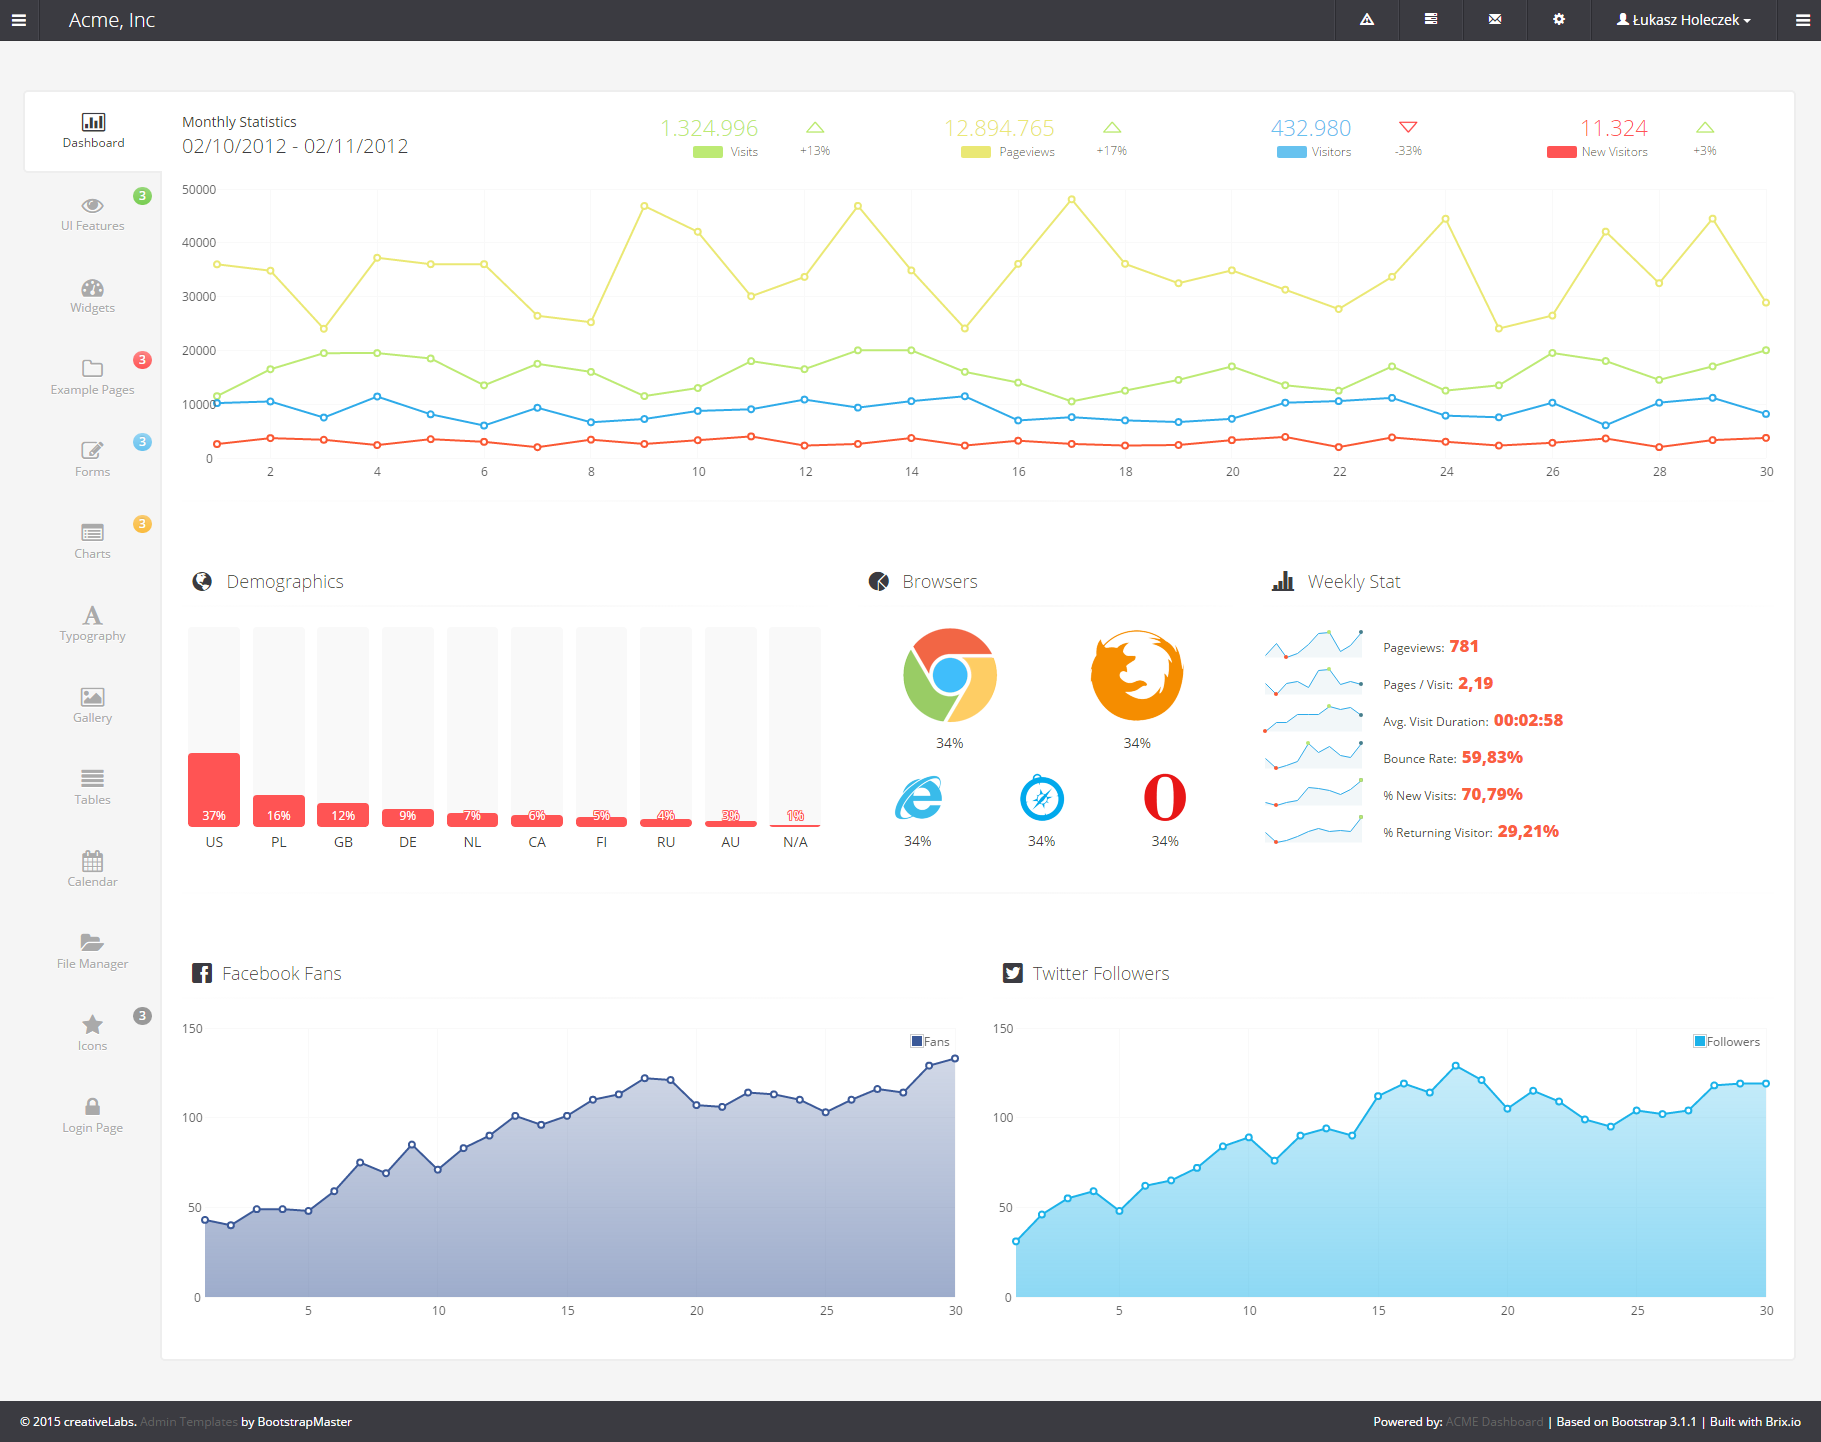 Acme, Inc
Łukasz Holeczek
Dashboard
UI Features 3
Widgets
Example Pages 3
Forms 3
Charts 3
Typography
Gallery
Tables
Calendar
File Manager
Icons 3
Login Page
Monthly Statistics
02/10/2012 - 02/11/2012
1.324.996
Visits
+13%
12.894.765
Pageviews
+17%
432.980
Visitors
-33%
11.324
New Visitors
+3%
50000
40000
30000
20000
10000
0
2 4 6 8 10 12 14 16 18 20 22 24 26 28 30
Demographics
37% 16% 12% 9% 7% 6% 5% 4% 3% 1%
US PL GB DE NL CA FI RU AU N/A
Browsers
34% 34%
34% 34% 34%
Weekly Stat
Pageviews: 781
Pages / Visit: 2,19
Avg. Visit Duration: 00:02:58
Bounce Rate: 59,83%
% New Visits: 70,79%
% Returning Visitor: 29,21%
Facebook Fans
Fans
150
100
50
0
5 10 15 20 25 30
Twitter Followers
Followers
150
100
50
0
5 10 15 20 25 30
© 2015 creativeLabs. Admin Templates by BootstrapMaster
Powered by: ACME Dashboard | Based on Bootstrap 3.1.1 | Built with Brix.io